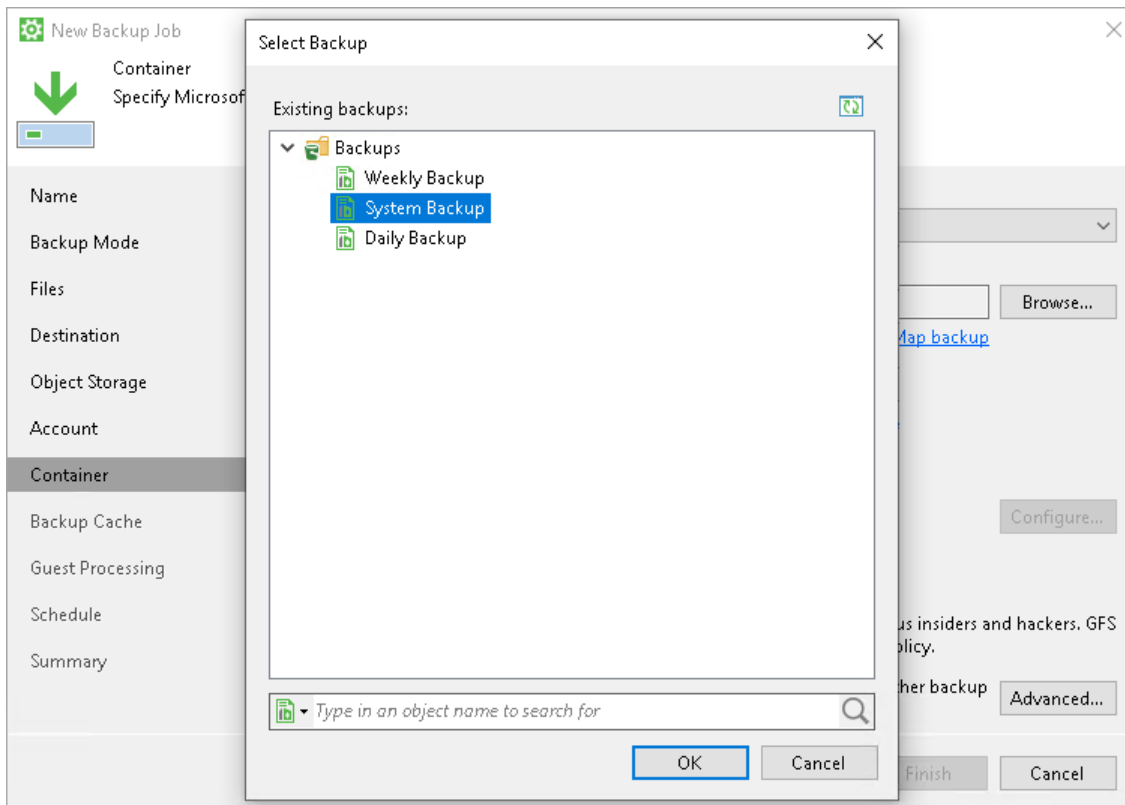 New Backup Job
Container
Specify Microsof
Name
Backup Mode
Files
Destination
Object Storage
Account
Container
Backup Cache
Guest Processing
Schedule
Summary
Select Backup
Existing backups:
Backups
Weekly Backup
System Backup
Daily Backup
Type in an object name to search for
OK
Cancel
Browse...
Map backup
Configure...
us insiders and hackers. GFS
olicy.
her backup
Advanced...
Finish
Cancel